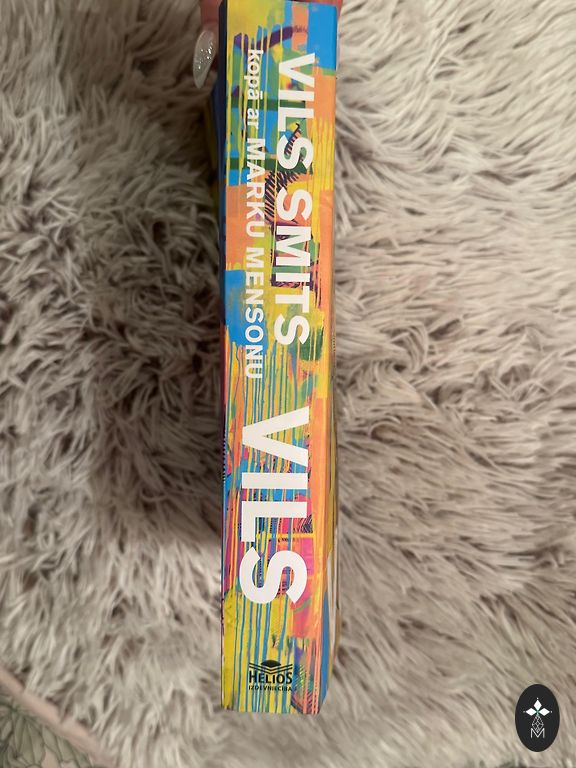 VILS SMITS
kopā ar MARKU MENSONU
VILS
HELIOS
IZDEVNIECĪBA